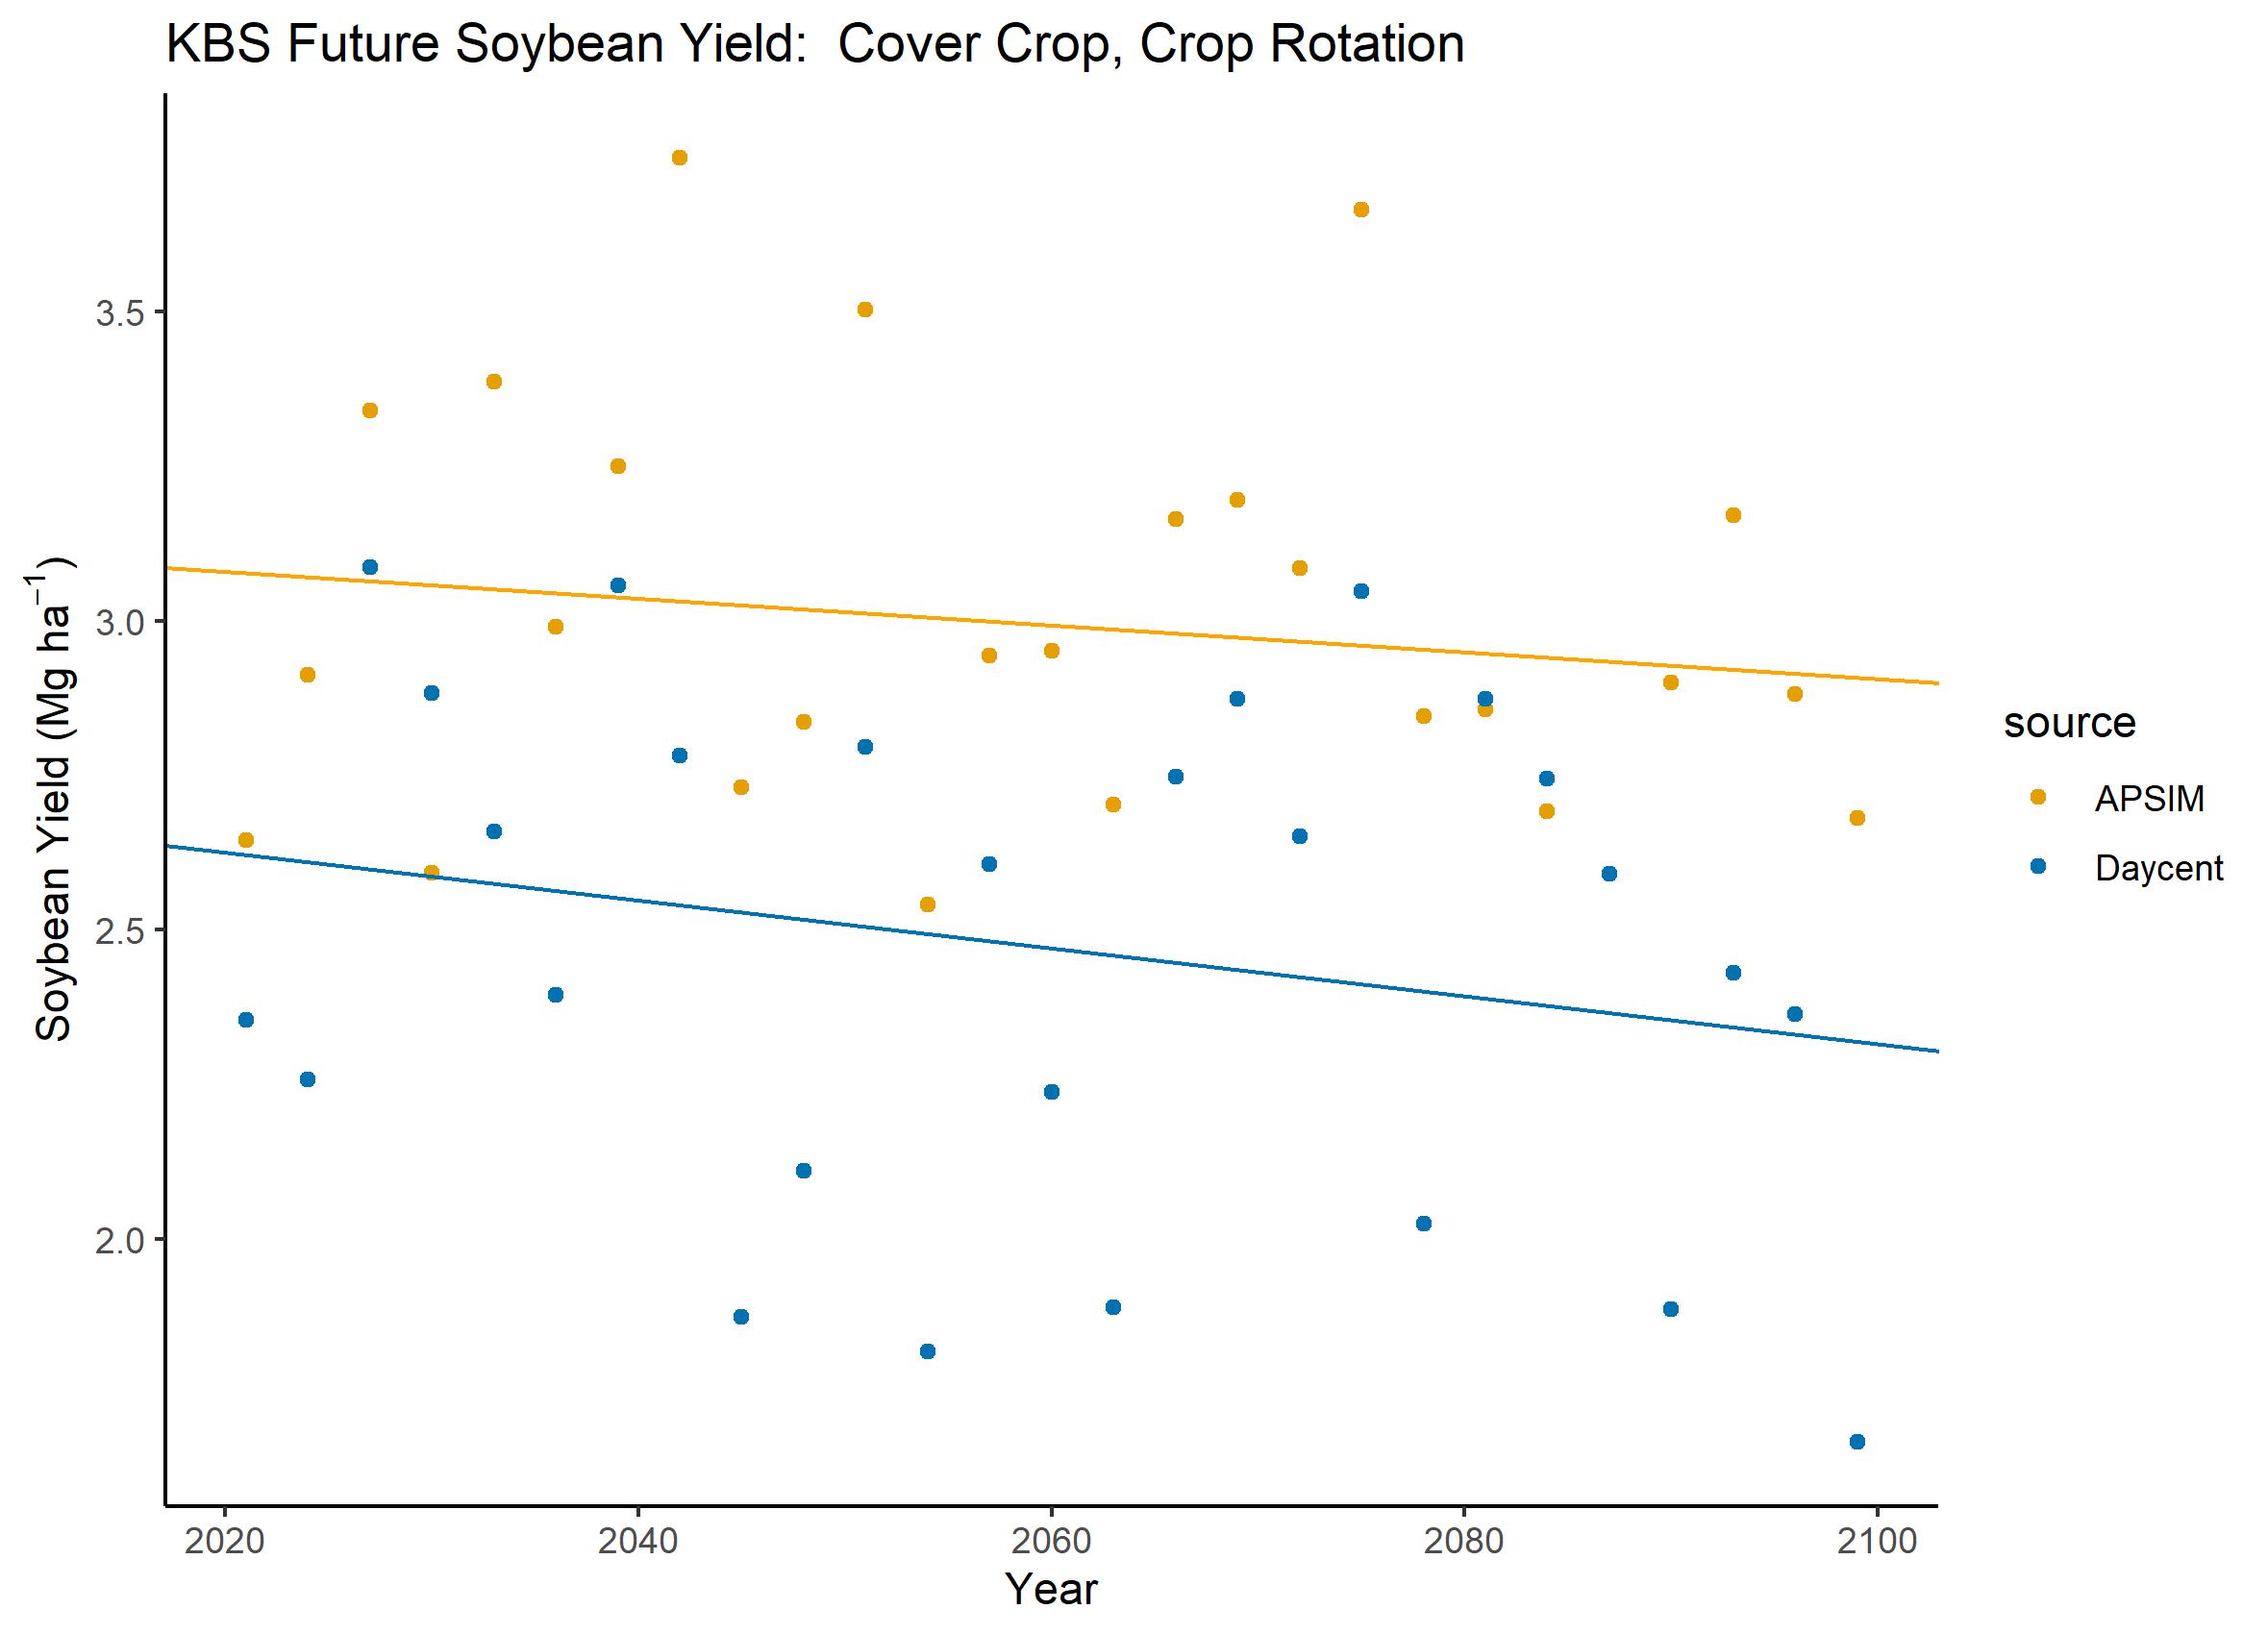 KBS Future Soybean Yield:  Cover Crop, Crop Rotation
Soybean Yield (Mg ha⁻¹)
3.5
3.0
2.5
2.0
2020 2040 2060 2080 2100
Year
source
APSIM
Daycent